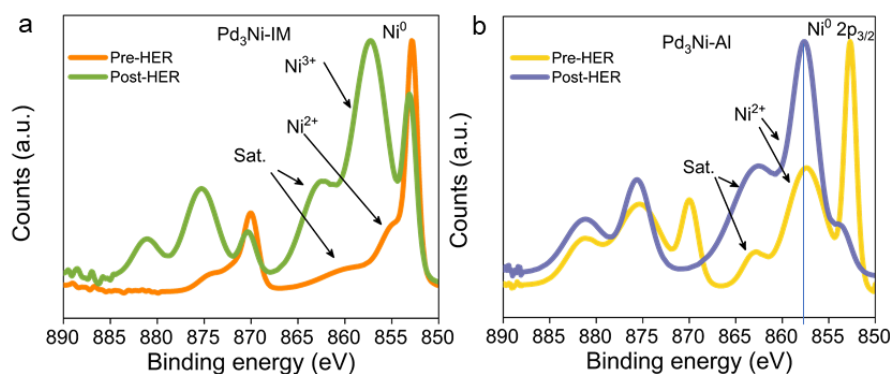 a
Pd₃Ni-IM
Ni⁰
Pre-HER
Post-HER
Ni³⁺
Ni²⁺
Sat.
Counts (a.u.)
890 885 880 875 870 865 860 855 850
Binding energy (eV)
b
Pd₃Ni-AI
Ni⁰ 2p₃/₂
Pre-HER
Post-HER
Ni²⁺
Sat.
Counts (a.u.)
890 885 880 875 870 865 860 855 850
Binding energy (eV)